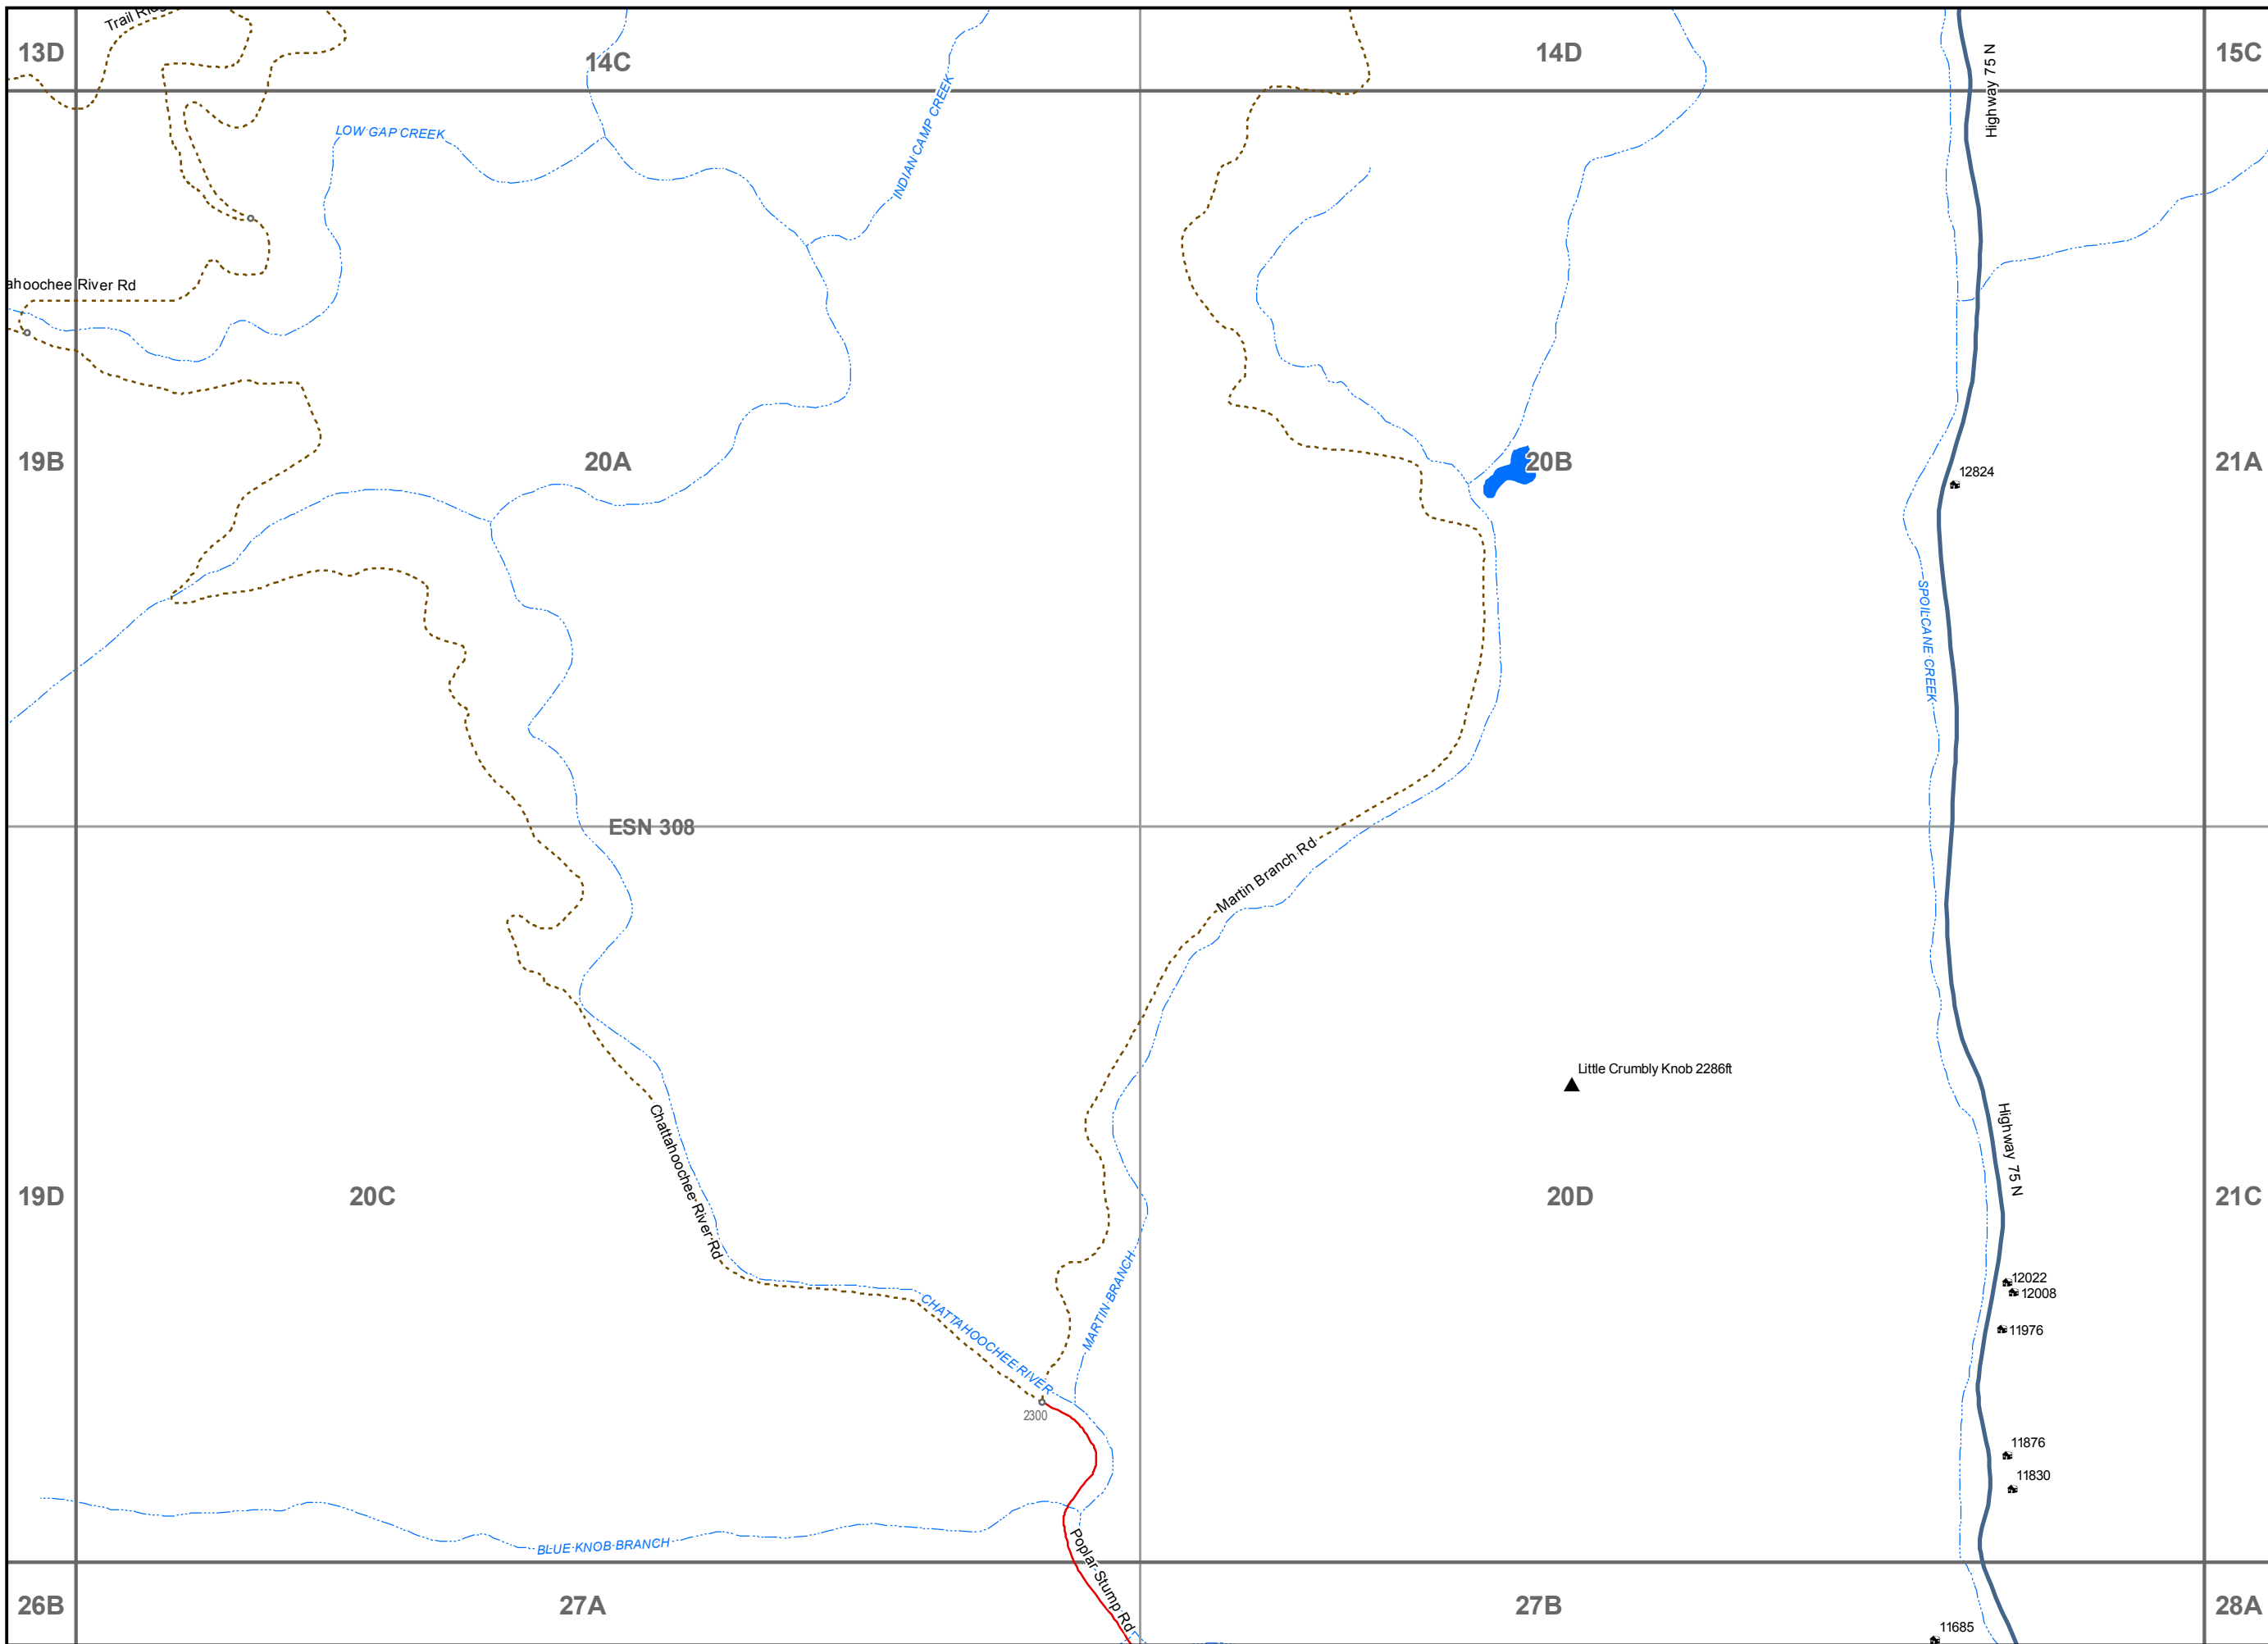 Trail Ridge
13D
14C
14D
15C
Highway 75 N
INDIAN CAMP CREEK
LOW GAP CREEK
ahoochee River Rd
19B
20A
20B
21A
12824
SPOILCANE CREEK
ESN 308
Martin Branch Rd
Little Crumbly Knob 2286ft
Chattahoochee River Rd
Highway 75 N
19D
20C
20D
21C
MARTIN BRANCH
CHATTAHOOCHEE RIVER
12022
12008
11976
2300
11876
11830
BLUE KNOB BRANCH
Poplar Stump Rd
26B
27A
27B
28A
11685